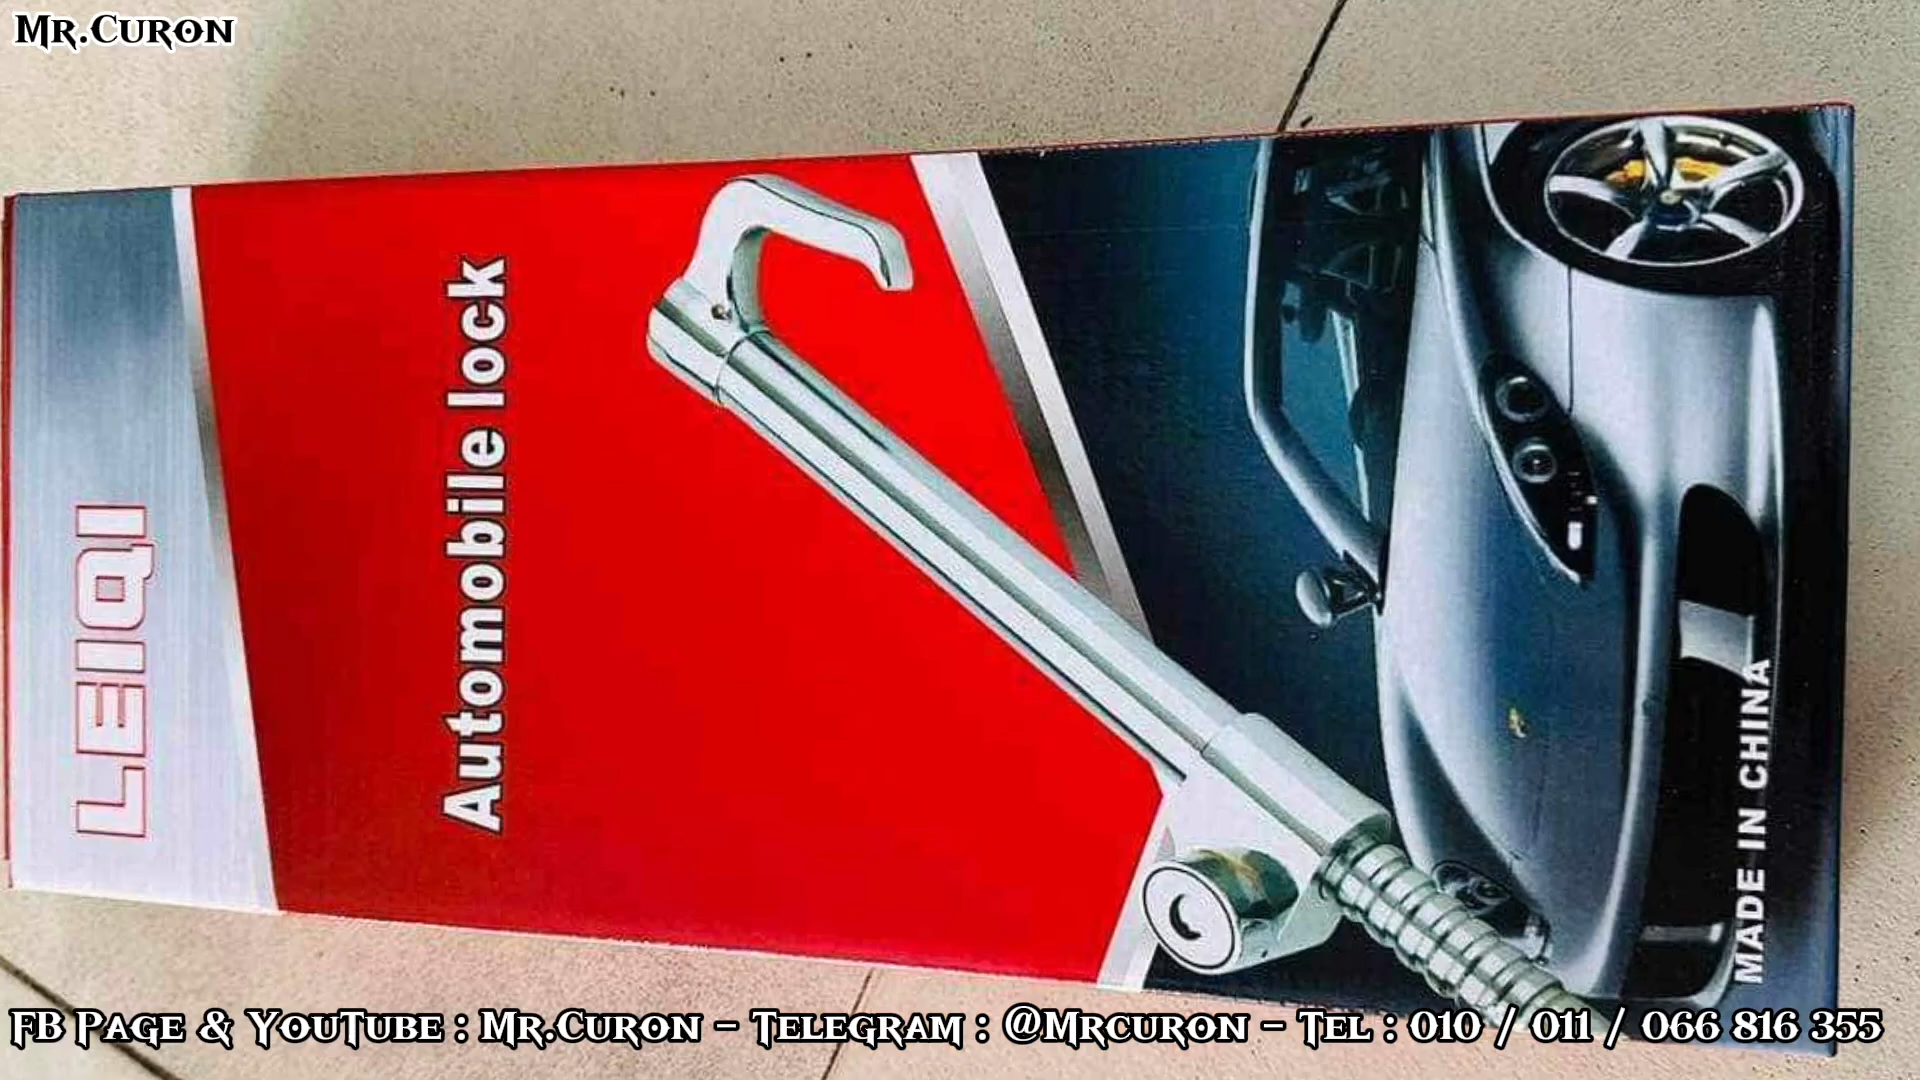 Mr.Curon
LEIQI
Automobile lock
MADE IN CHINA
FB Page & YouTube : Mr.Curon - Telegram : @Mrcuron - Tel : 010 / 011 / 066 816 355